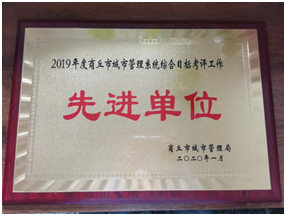 2019年度商丘市城市管理系统综合目标考评工作
先进单位
商丘市城市管理局
二〇二〇年一月